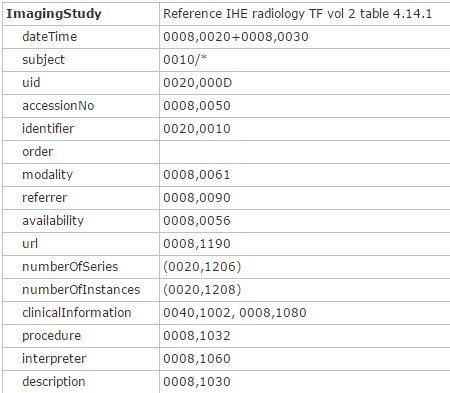 ImagingStudy Reference IHE radiology TF vol 2 table 4.14.1
dateTime 0008,0020+0008,0030
subject 0010/*
uid 0020,000D
accessionNo 0008,0050
identifier 0020,0010
order
modality 0008,0061
referrer 0008,0090
availability 0008,0056
url 0008,1190
numberOfSeries (0020,1206)
numberOfInstances (0020,1208)
clinicalInformation 0040,1002, 0008,1080
procedure 0008,1032
interpreter 0008,1060
description 0008,1030